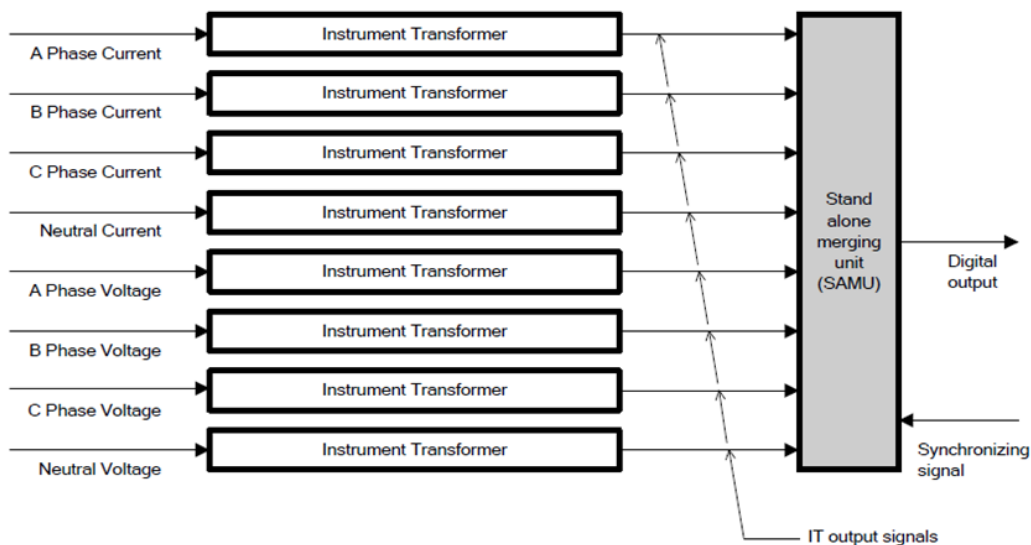 Instrument Transformer
A Phase Current
Instrument Transformer
B Phase Current
Instrument Transformer
C Phase Current
Instrument Transformer
Neutral Current
Instrument Transformer
A Phase Voltage
Instrument Transformer
B Phase Voltage
Instrument Transformer
C Phase Voltage
Instrument Transformer
Neutral Voltage
Stand
alone
merging
unit
(SAMU)
Digital
output
Synchronizing
signal
IT output signals